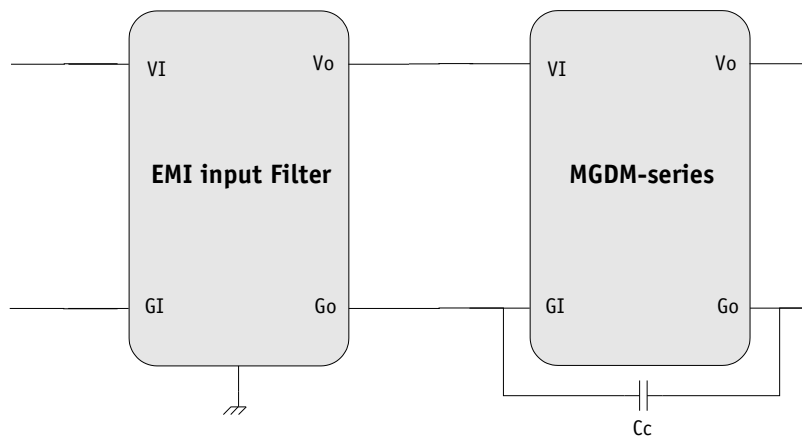 VI
Vo
VI
Vo
EMI input Filter
MGDM-series
GI
Go
GI
Go
Cc